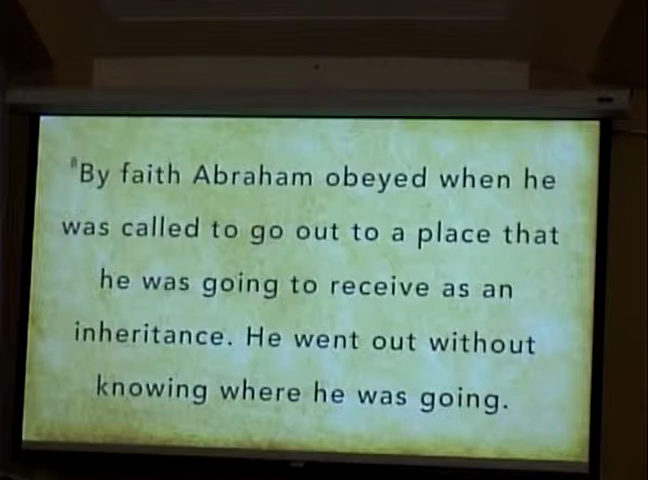 ⁸By faith Abraham obeyed when he
was called to go out to a place that
he was going to receive as an
inheritance. He went out without
knowing where he was going.